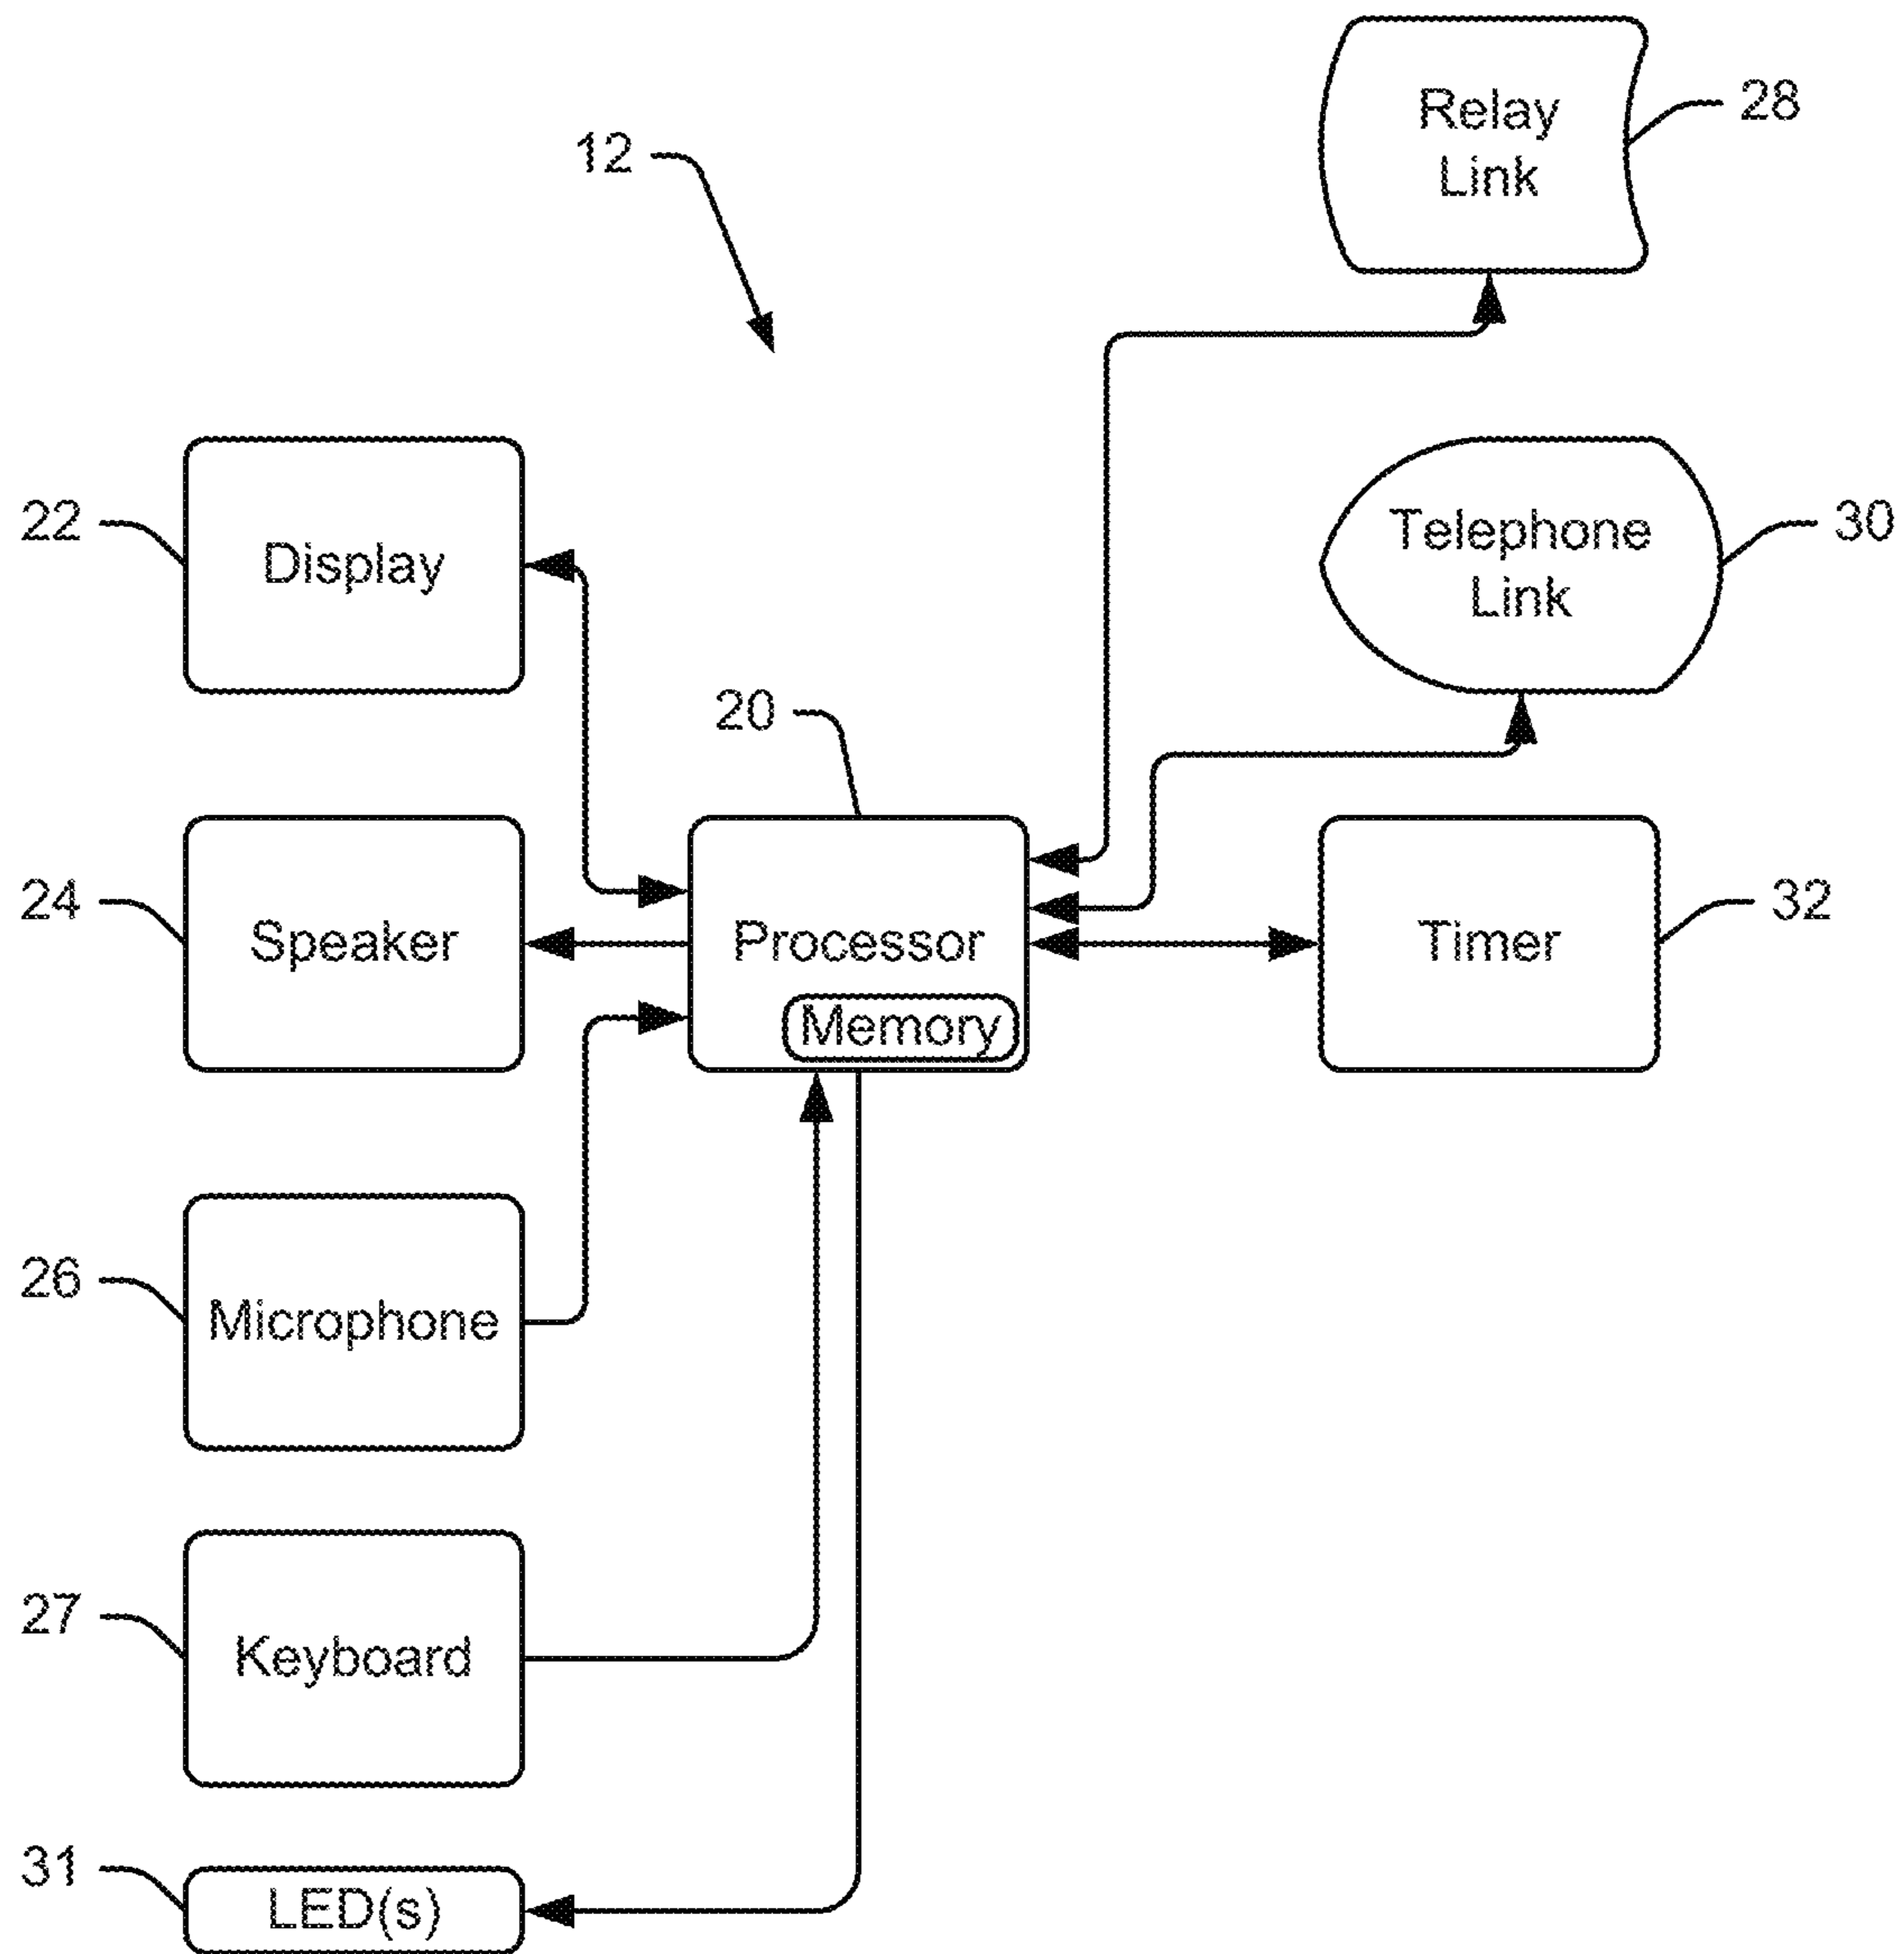 Relay
Link
28
12
22
Display
Telephone
Link
30
20
24
Speaker
Processor
Memory
Timer
32
26
Microphone
27
Keyboard
31
LED(s)